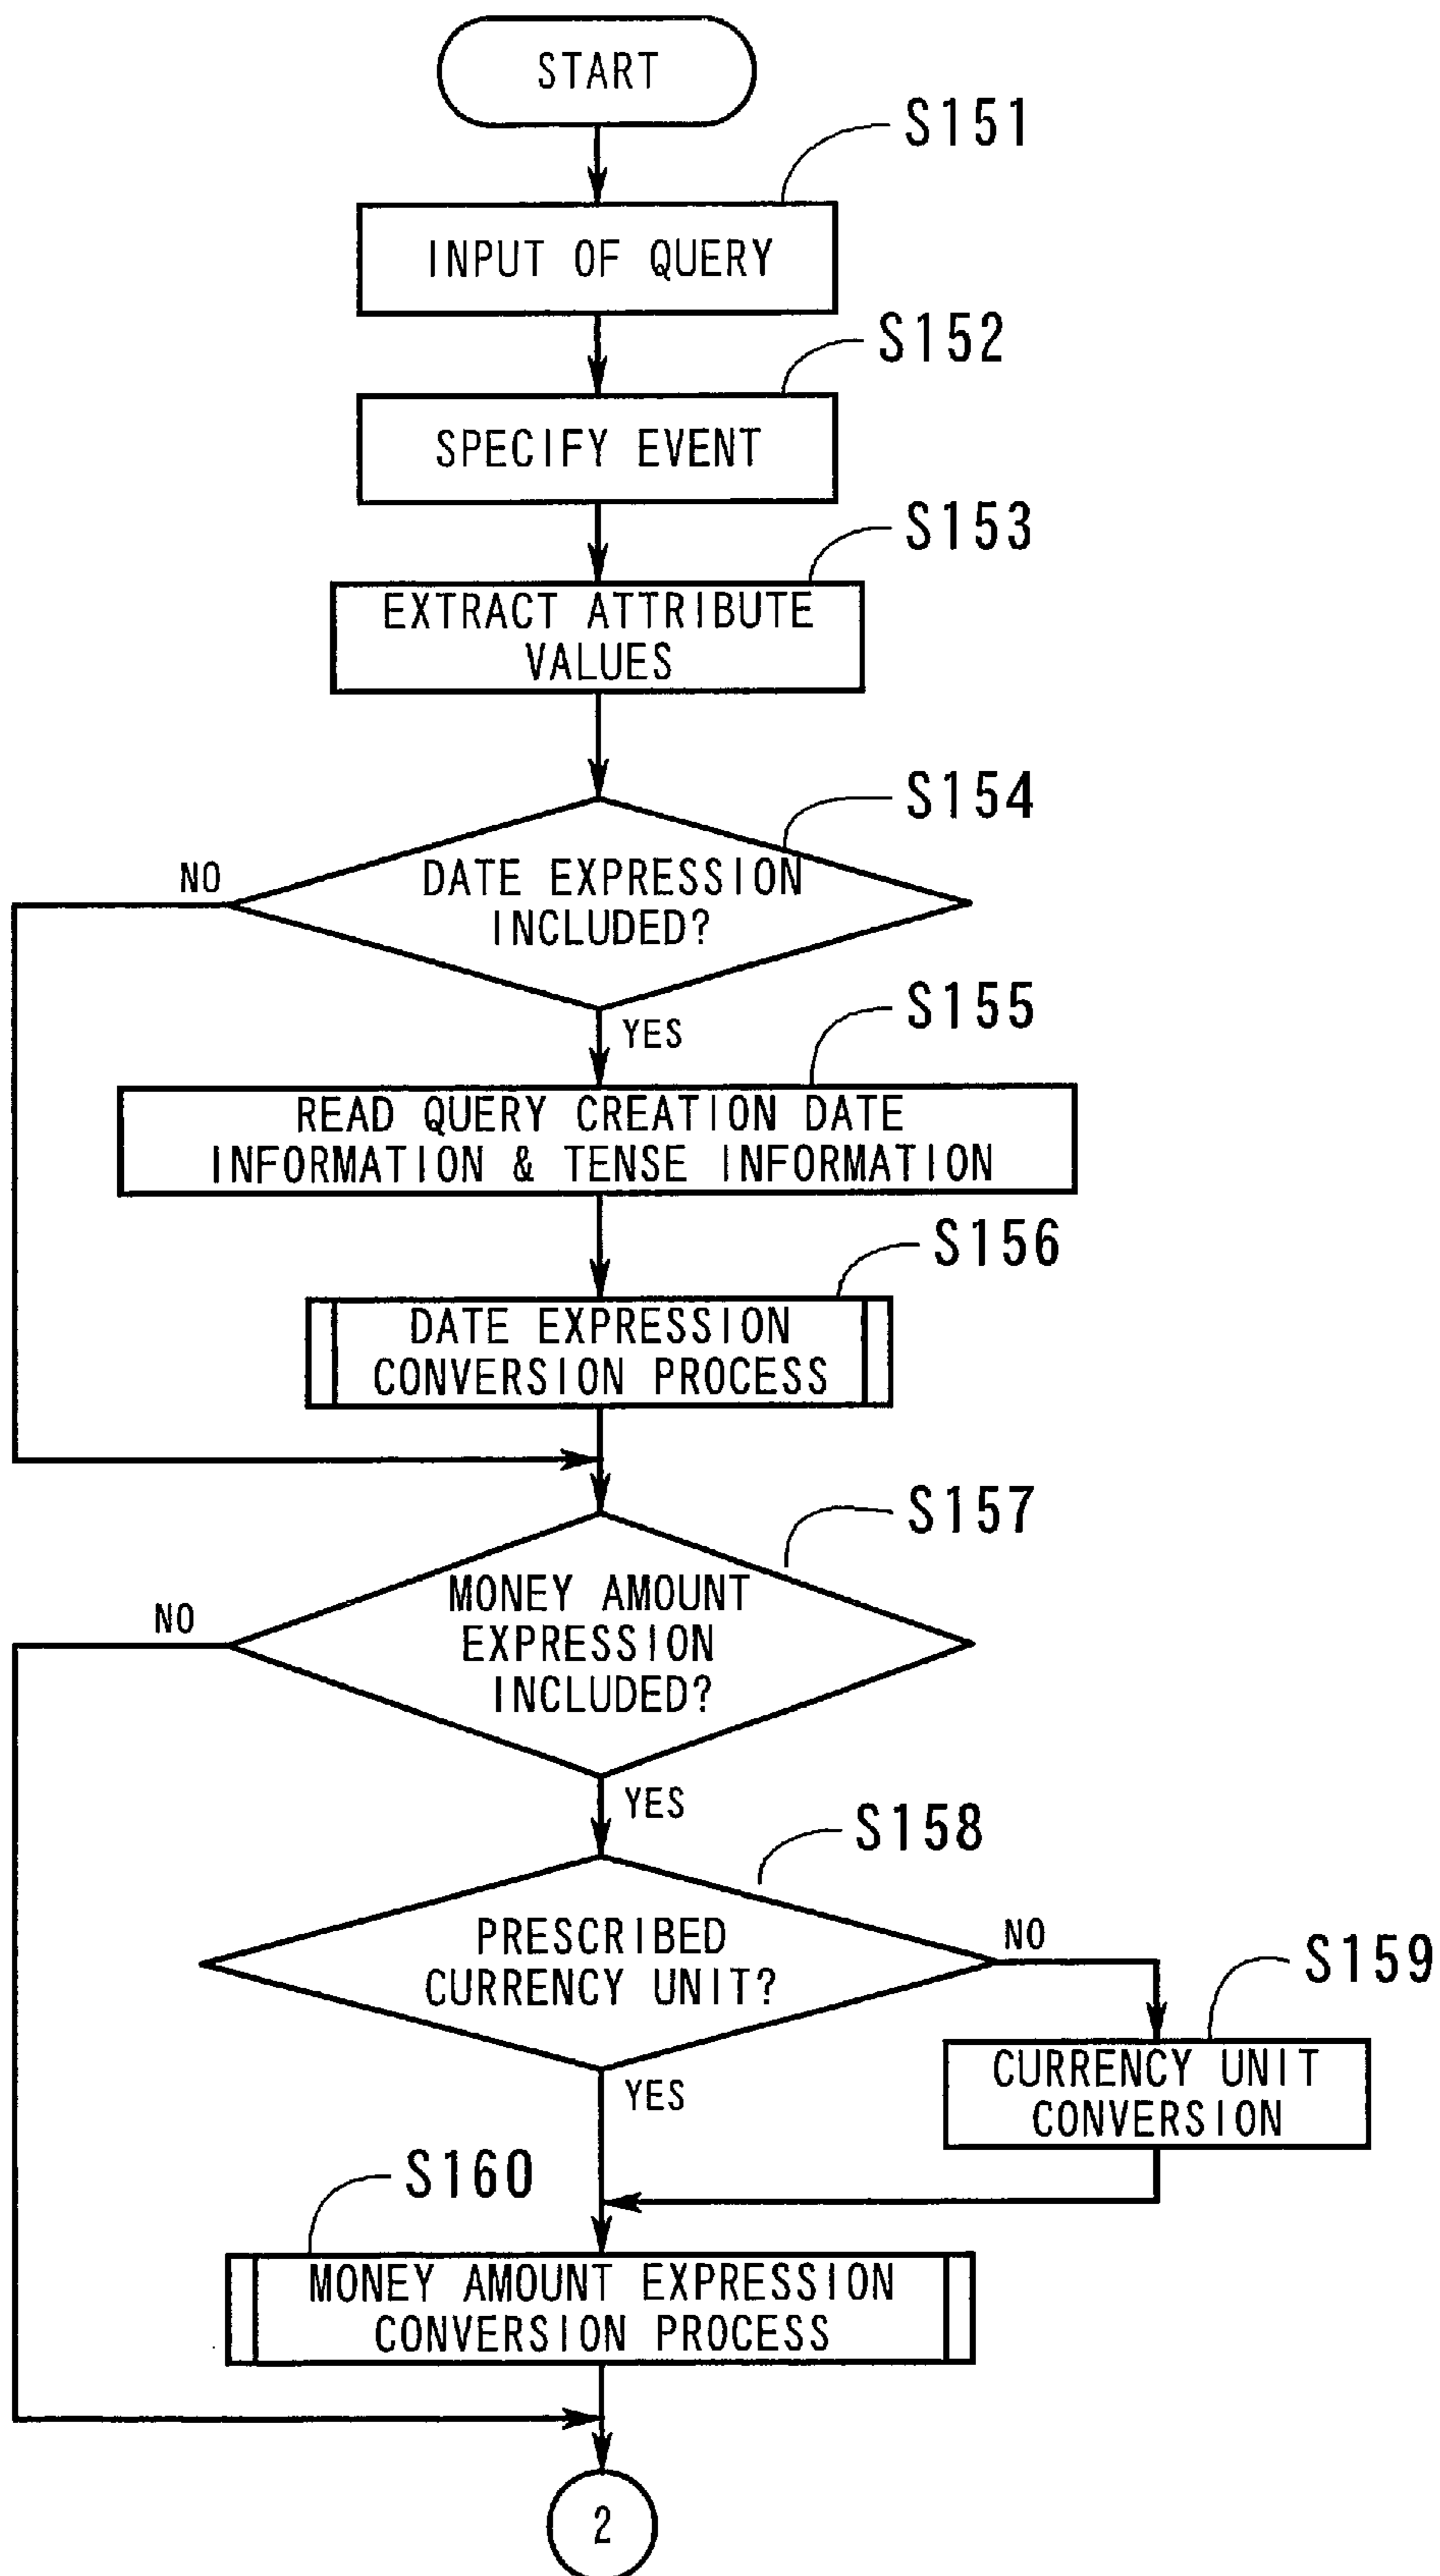 START
S151
INPUT OF QUERY
S152
SPECIFY EVENT
S153
EXTRACT ATTRIBUTE
VALUES
S154
NO
DATE EXPRESSION
INCLUDED?
S155
YES
READ QUERY CREATION DATE
INFORMATION & TENSE INFORMATION
S156
DATE EXPRESSION
CONVERSION PROCESS
S157
NO
MONEY AMOUNT
EXPRESSION
INCLUDED?
YES
S158
PRESCRIBED
CURRENCY UNIT?
NO
S159
CURRENCY UNIT
CONVERSION
YES
S160
MONEY AMOUNT EXPRESSION
CONVERSION PROCESS
2